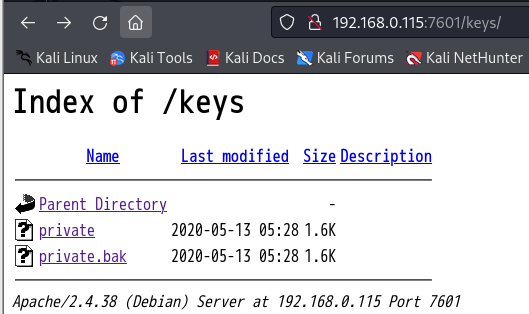 192.168.0.115:7601/keys/
Kali Linux Kali Tools Kali Docs Kali Forums Kali NetHunter
Index of /keys
Name Last modified Size Description
Parent Directory -
private 2020-05-13 05:28 1.6K
private.bak 2020-05-13 05:28 1.6K
Apache/2.4.38 (Debian) Server at 192.168.0.115 Port 7601